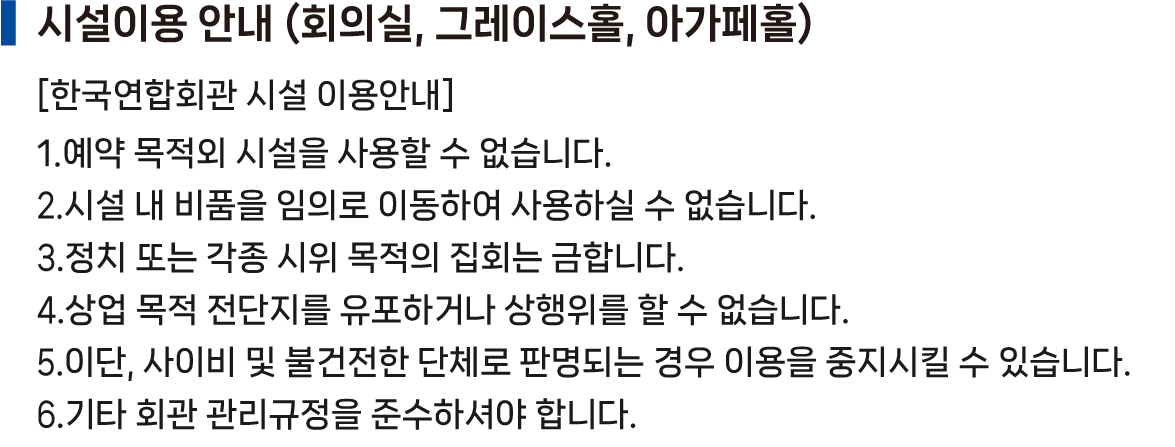 시설이용 안내 (회의실, 그레이스홀, 아가페홀)
[한국연합회관 시설 이용안내]
1.예약 목적외 시설을 사용할 수 없습니다.
2.시설 내 비품을 임의로 이동하여 사용하실 수 없습니다.
3.정치 또는 각종 시위 목적의 집회는 금합니다.
4.상업 목적 전단지를 유포하거나 상행위를 할 수 없습니다.
5.이단, 사이비 및 불건전한 단체로 판명되는 경우 이용을 중지시킬 수 있습니다.
6.기타 회관 관리규정을 준수하셔야 합니다.